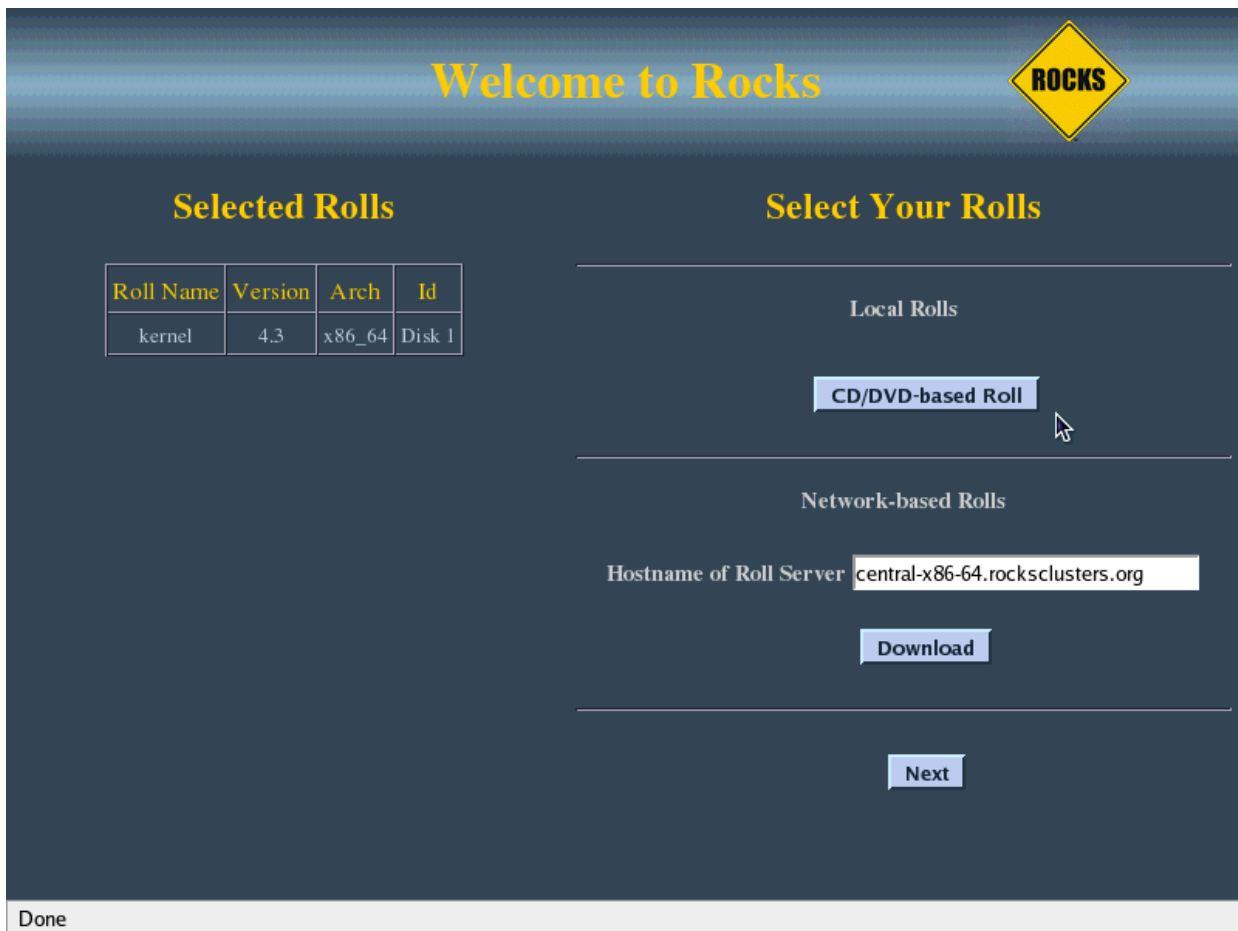 Welcome to Rocks
ROCKS
Selected Rolls
Roll Name Version Arch Id
kernel 4.3 x86_64 Disk 1
Select Your Rolls
Local Rolls
CD/DVD-based Roll
Network-based Rolls
Hostname of Roll Server central-x86-64.rocksclusters.org
Download
Next
Done